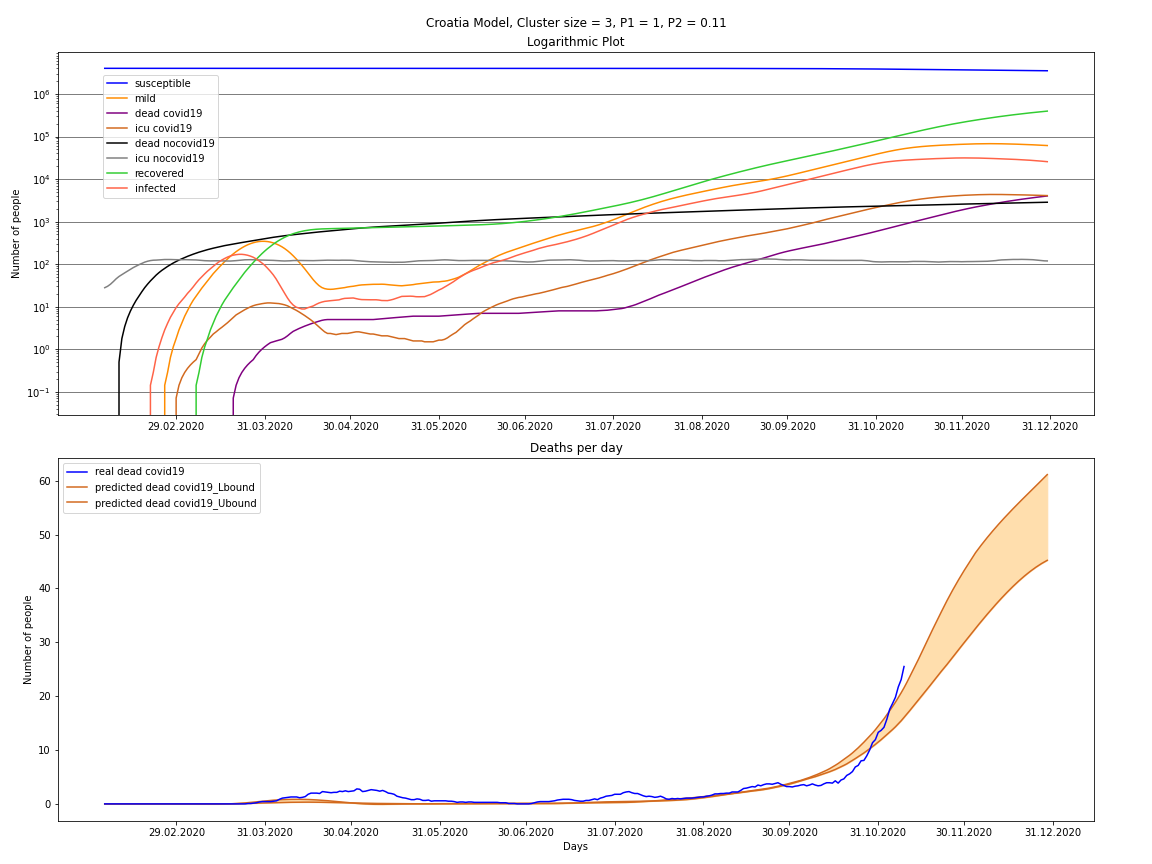 Croatia Model, Cluster size = 3, P1 = 1, P2 = 0.11
Logarithmic Plot
susceptible
mild
dead covid19
icu covid19
dead nocovid19
icu nocovid19
recovered
infected
Number of people
10⁶
10⁵
10⁴
10³
10²
10¹
10⁰
10⁻¹
29.02.2020 31.03.2020 30.04.2020 31.05.2020 30.06.2020 31.07.2020 31.08.2020 30.09.2020 31.10.2020 30.11.2020 31.12.2020
Deaths per day
real dead covid19
predicted dead covid19_Lbound
predicted dead covid19_Ubound
Number of people
60
50
40
30
20
10
0
29.02.2020 31.03.2020 30.04.2020 31.05.2020 30.06.2020 31.07.2020 31.08.2020 30.09.2020 31.10.2020 30.11.2020 31.12.2020
Days